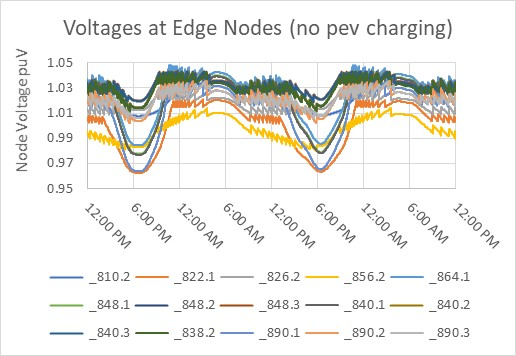 Voltages at Edge Nodes (no pev charging)
Node Voltage puV
1.05
1.03
1.01
0.99
0.97
0.95
12:00 PM
6:00 PM
12:00 AM
6:00 AM
12:00 PM
6:00 PM
12:00 AM
6:00 AM
12:00 PM
_810.2 _822.1 _826.2 _856.2 _864.1
_848.1 _848.2 _848.3 _840.1 _840.2
_840.3 _838.2 _890.1 _890.2 _890.3